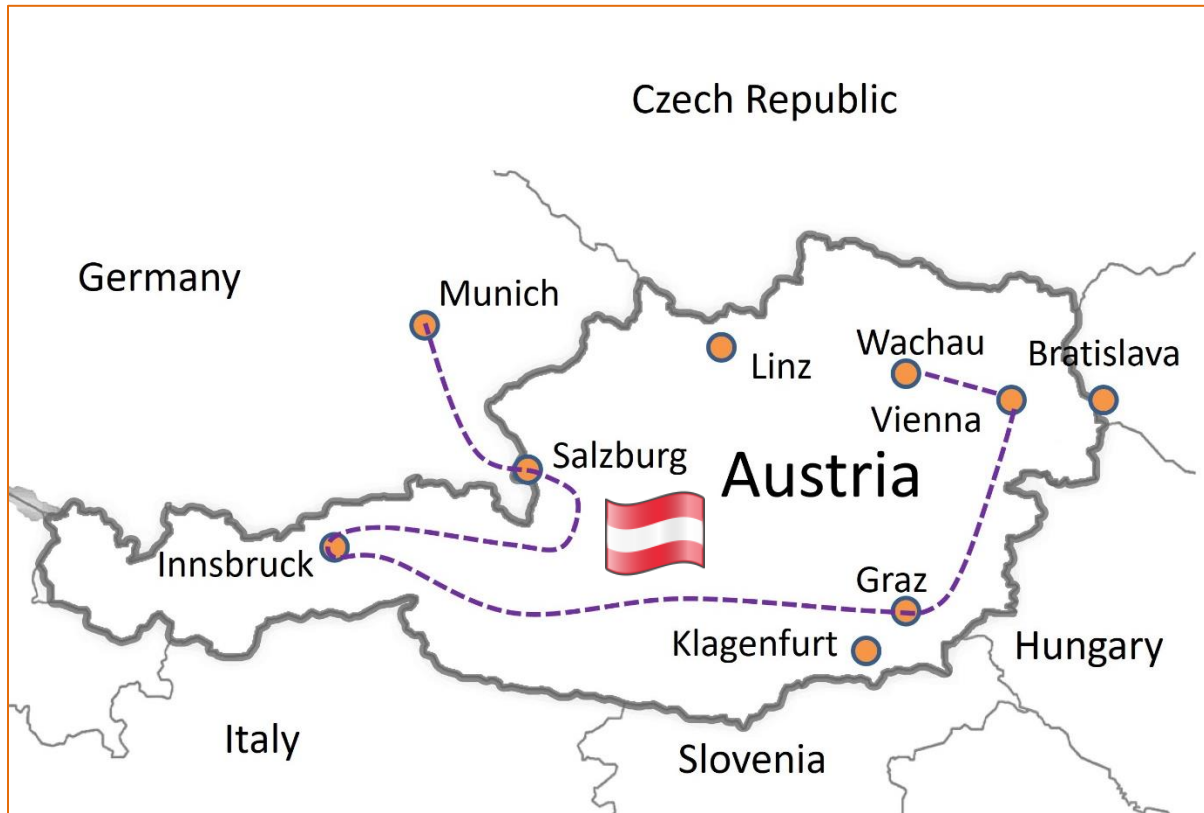 Czech Republic
Germany
Munich
Linz
Wachau
Bratislava
Vienna
Salzburg
Austria
Innsbruck
Graz
Klagenfurt
Hungary
Italy
Slovenia